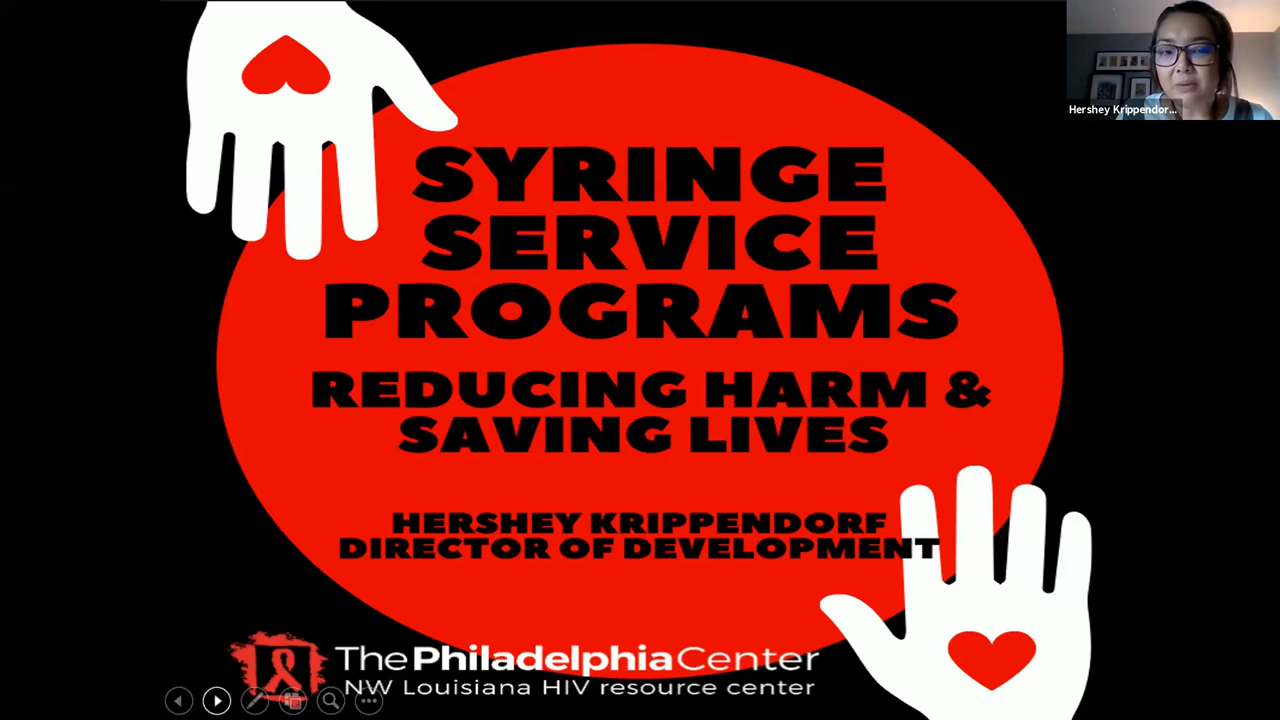 Hershey Krippendor...
SYRINGE
SERVICE
PROGRAMS
REDUCING HARM &
SAVING LIVES
HERSHEY KRIPPENDORF
DIRECTOR OF DEVELOPMENT
The Philadelphia Center
NW Louisiana HIV resource center